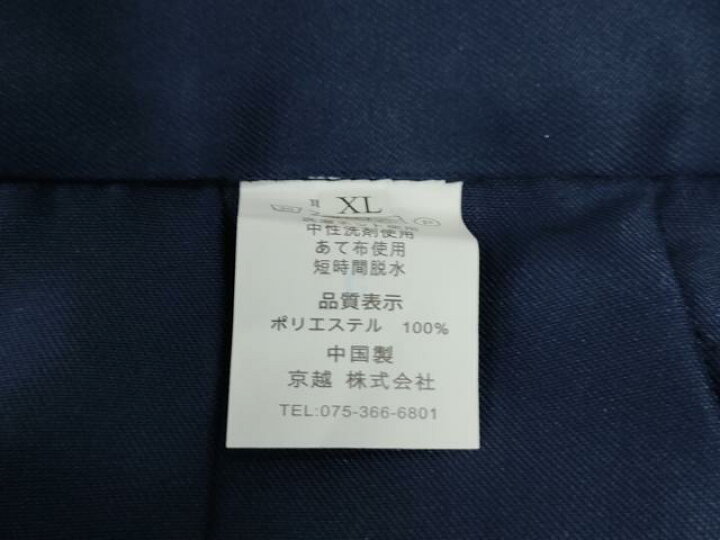 XL
中性洗剤使用
あて布使用
短時間脱水
品質表示
ポリエステル 100%
中国製
京越 株式会社
TEL:075-366-6801